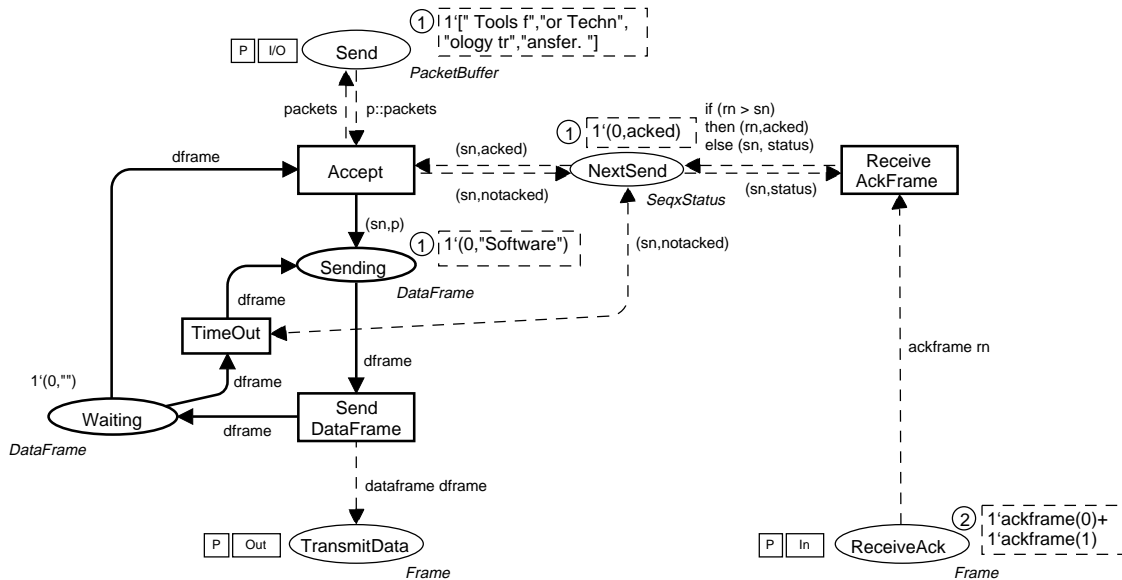 1
1‘[" Tools f","or Techn",
"ology tr","ansfer. "]
P
I/O
Send
PacketBuffer
packets
p::packets
if (rn > sn)
then (rn,acked)
else (sn, status)
1
1‘(0,acked)
dframe
(sn,acked)
Accept
NextSend
Receive
AckFrame
(sn,notacked)
(sn,status)
SeqxStatus
(sn,p)
1
1‘(0,"Software")
(sn,notacked)
Sending
DataFrame
dframe
TimeOut
dframe
ackframe rn
1‘(0,"")
dframe
Waiting
Send
DataFrame
dframe
DataFrame
dataframe dframe
2
1‘ackframe(0)+
1‘ackframe(1)
P
Out
TransmitData
Frame
P
In
ReceiveAck
Frame